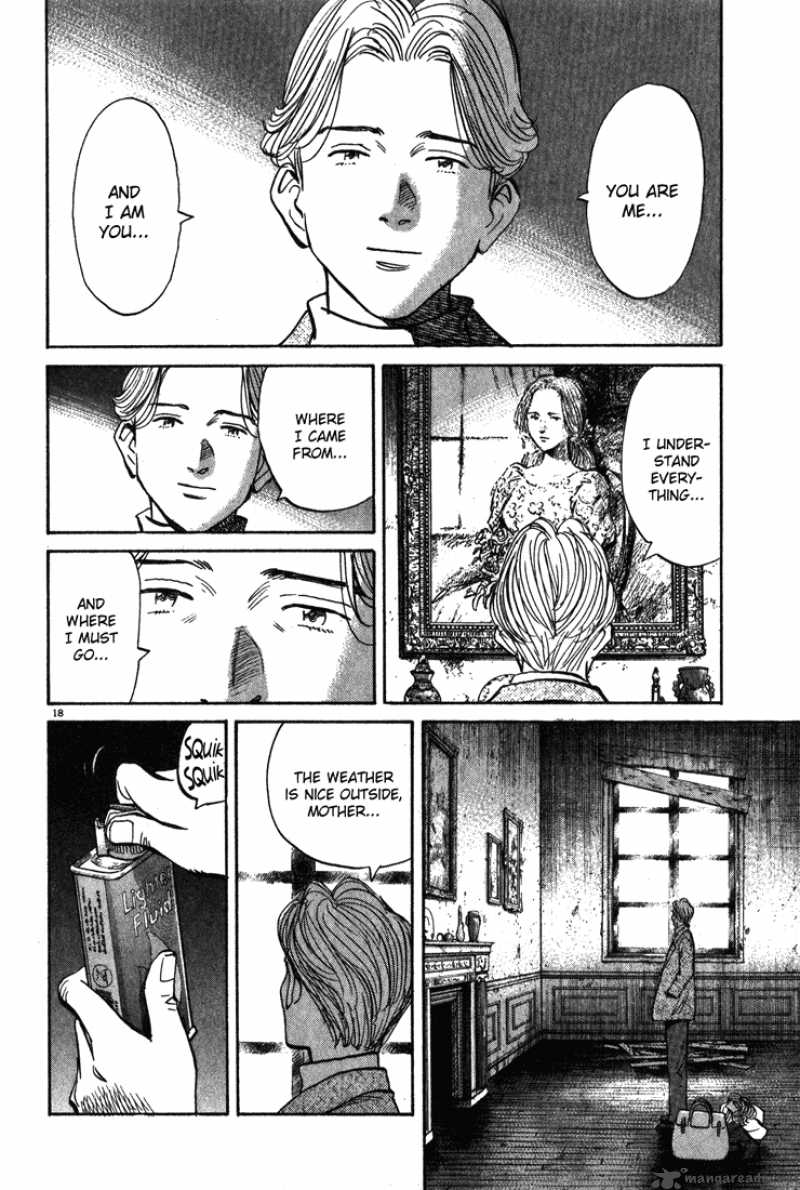 YOU ARE
ME...
AND
I AM
YOU...
I UNDER-
STAND
EVERY-
THING...
WHERE
I CAME
FROM...
AND
WHERE
I MUST
GO...
18
THE WEATHER
IS NICE OUTSIDE,
MOTHER...
SQUIK
SQUIK
Lighter
Fluid
mangareader